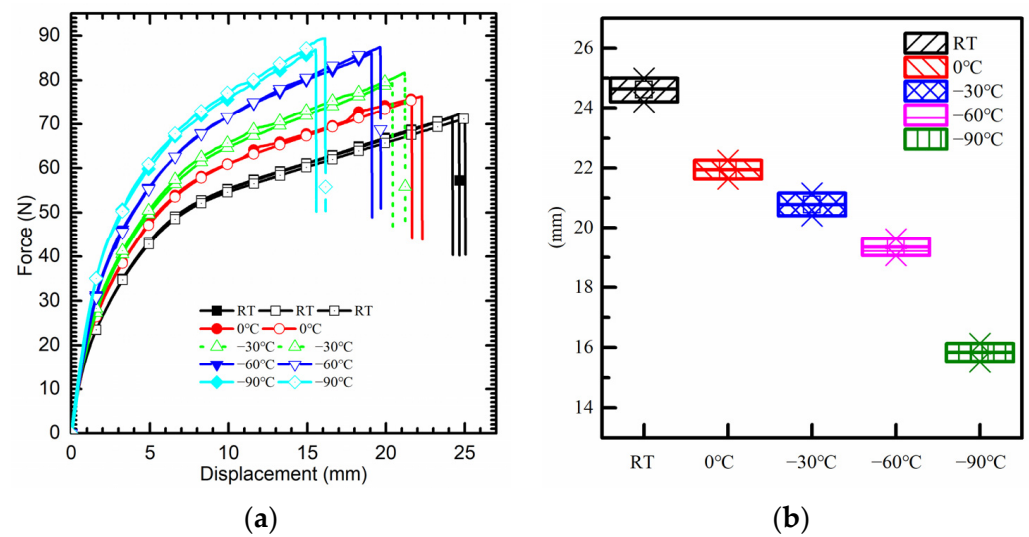 90
80
70
60
50
40
30
20
10
0
Force (N)
RT RT RT
0℃ 0℃
−30℃ −30℃
−60℃ −60℃
−90℃ −90℃
0 5 10 15 20 25
Displacement (mm)
(a)
26
24
22
20
19
18
16
14
(mm)
RT
0℃
−30℃
−60℃
−90℃
RT 0℃ −30℃ −60℃ −90℃
(b)